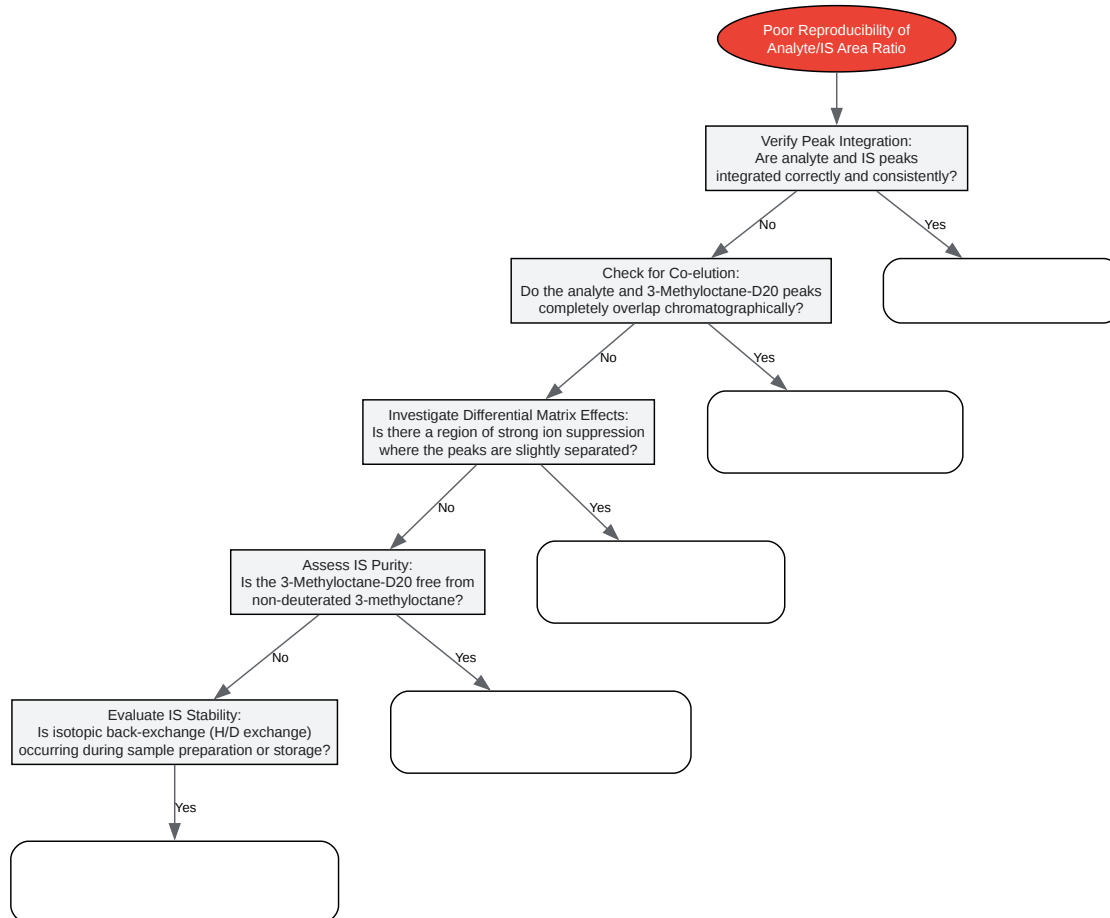 Poor Reproducibility of
Analyte/IS Area Ratio
Verify Peak Integration:
Are analyte and IS peaks
integrated correctly and consistently?
No
Yes
Check for Co-elution:
Do the analyte and 3-Methyloctane-D20 peaks
completely overlap chromatographically?
No
Yes
Investigate Differential Matrix Effects:
Is there a region of strong ion suppression
where the peaks are slightly separated?
No
Yes
Assess IS Purity:
Is the 3-Methyloctane-D20 free from
non-deuterated 3-methyloctane?
No
Yes
Evaluate IS Stability:
Is isotopic back-exchange (H/D exchange)
occurring during sample preparation or storage?
Yes